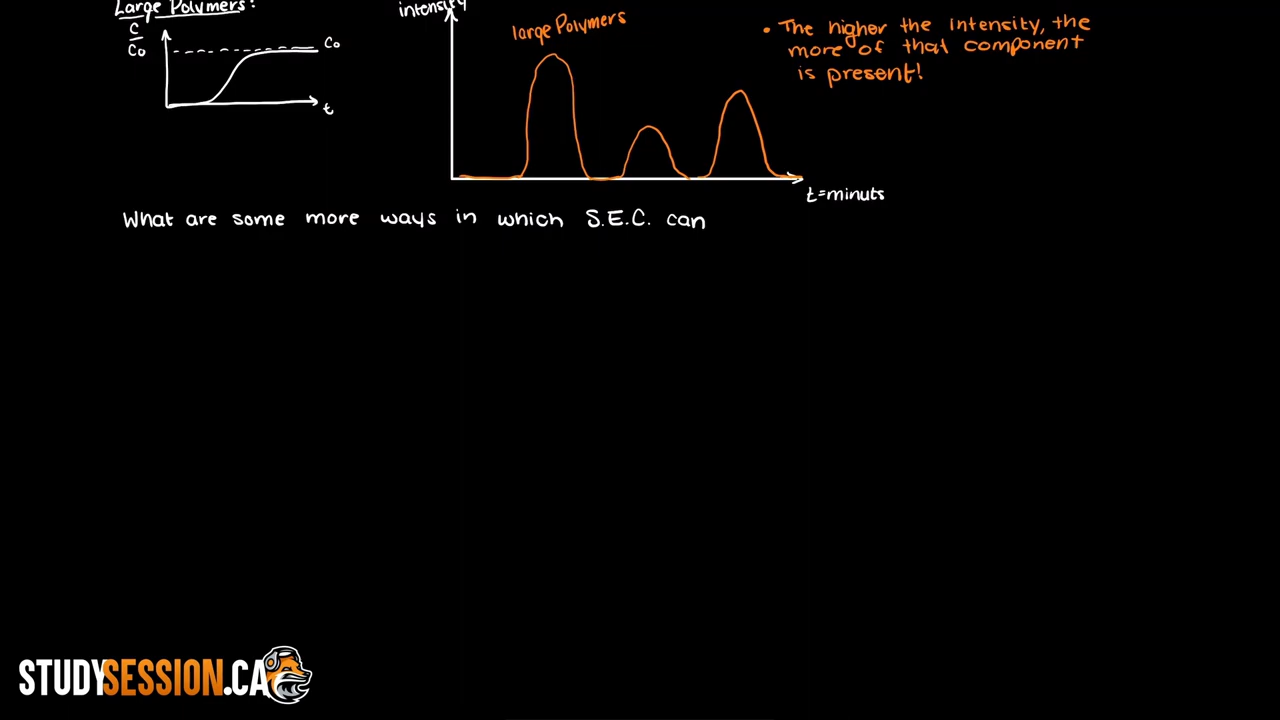 Large Polymers:
C
Co
Co
t
intensity
large Polymers
t=minuts
• The higher the intensity, the
more of that component
is present!
What are some more ways in which S.E.C. can
STUDYSESSION.CA